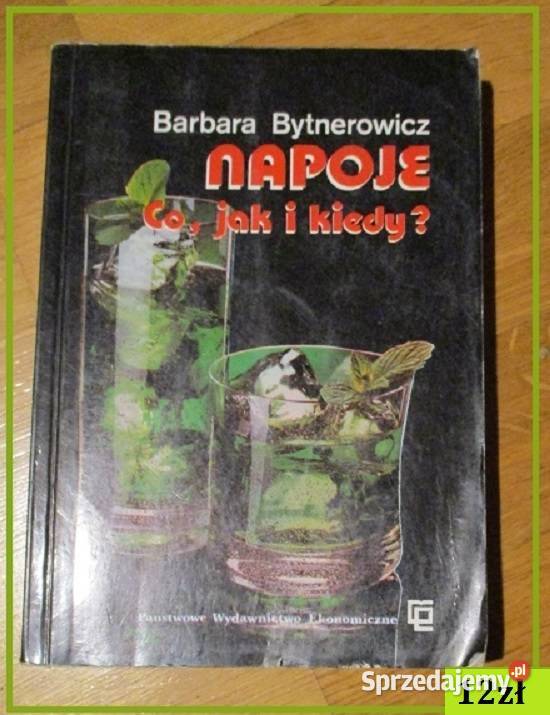 Barbara Bytnerowicz
NAPOJE
Co, jak i kiedy?
Państwowe Wydawnictwo Ekonomiczne
Sprzedajemy.pl
12zł